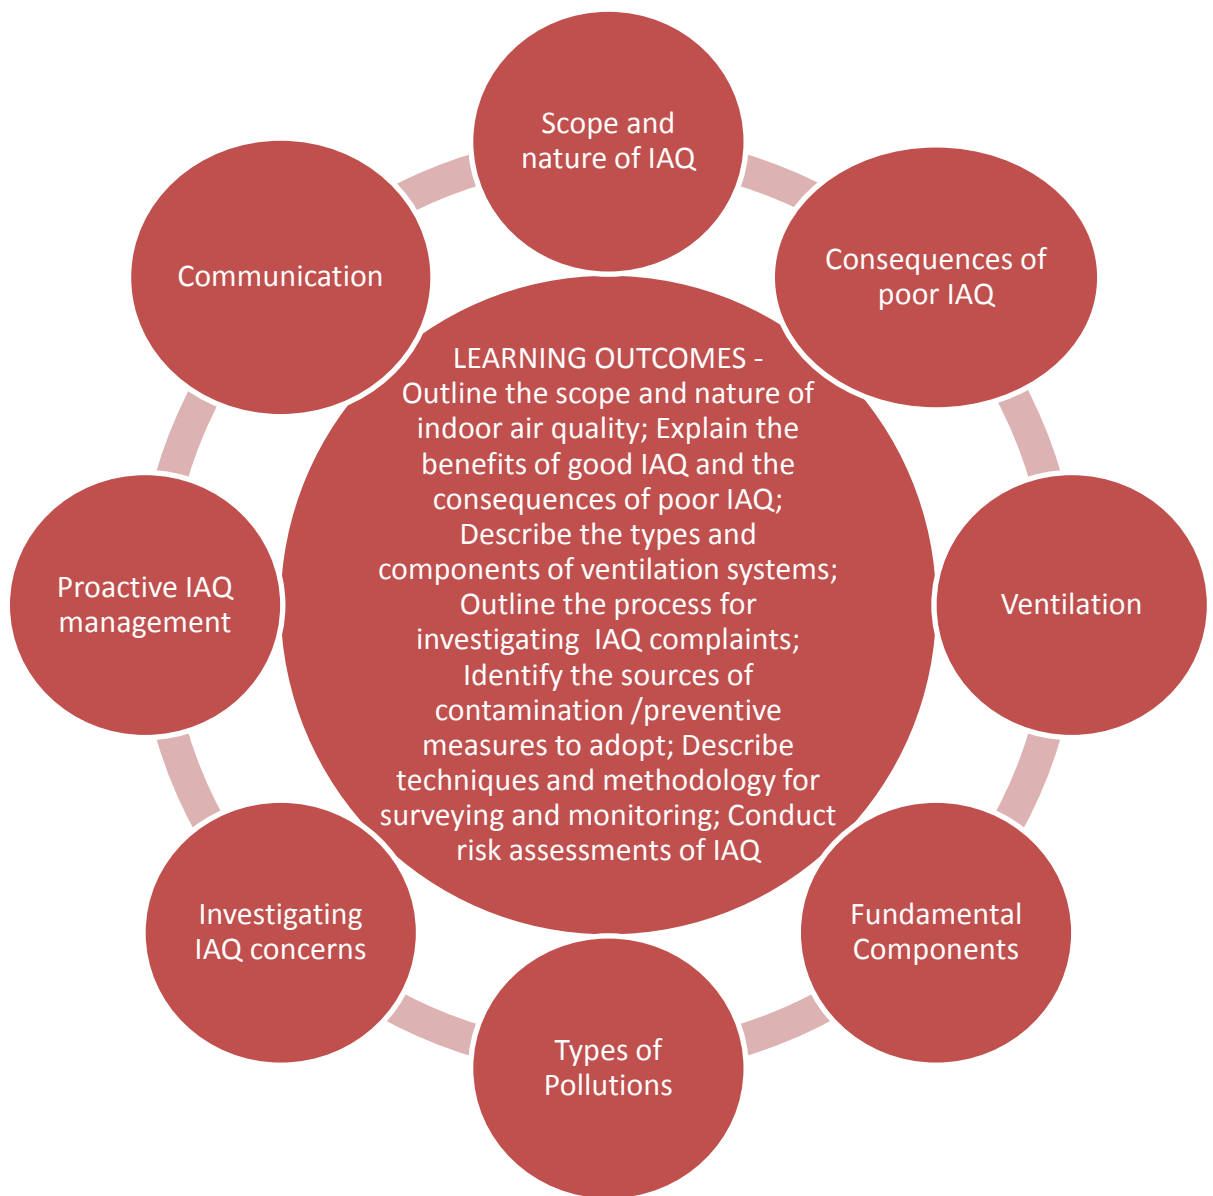 Scope and
nature of IAQ
Consequences of
poor IAQ
Ventilation
Fundamental
Components
Types of
Pollutions
Investigating
IAQ concerns
Proactive IAQ
management
Communication
LEARNING OUTCOMES -
Outline the scope and nature of
indoor air quality; Explain the
benefits of good IAQ and the
consequences of poor IAQ;
Describe the types and
components of ventilation systems;
Outline the process for
investigating  IAQ complaints;
Identify the sources of
contamination /preventive
measures to adopt; Describe
techniques and methodology for
surveying and monitoring; Conduct
risk assessments of IAQ